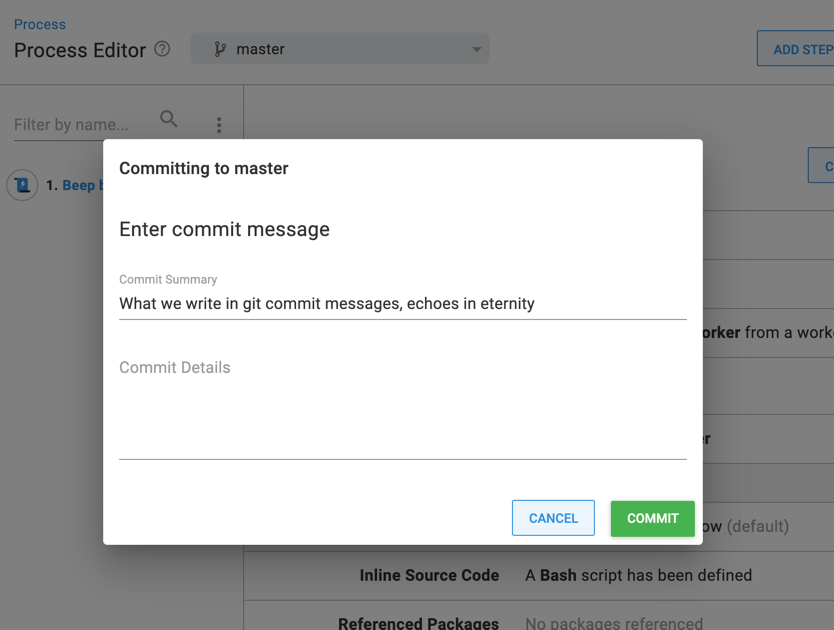 Process
Process Editor
master
ADD STEP
Filter by name...
1. Beep
Committing to master
Enter commit message
Commit Summary
What we write in git commit messages, echoes in eternity
orker from a work
Commit Details
er
CANCEL
COMMIT
ow (default)
Inline Source Code A Bash script has been defined
Referenced Packages No packages referenced